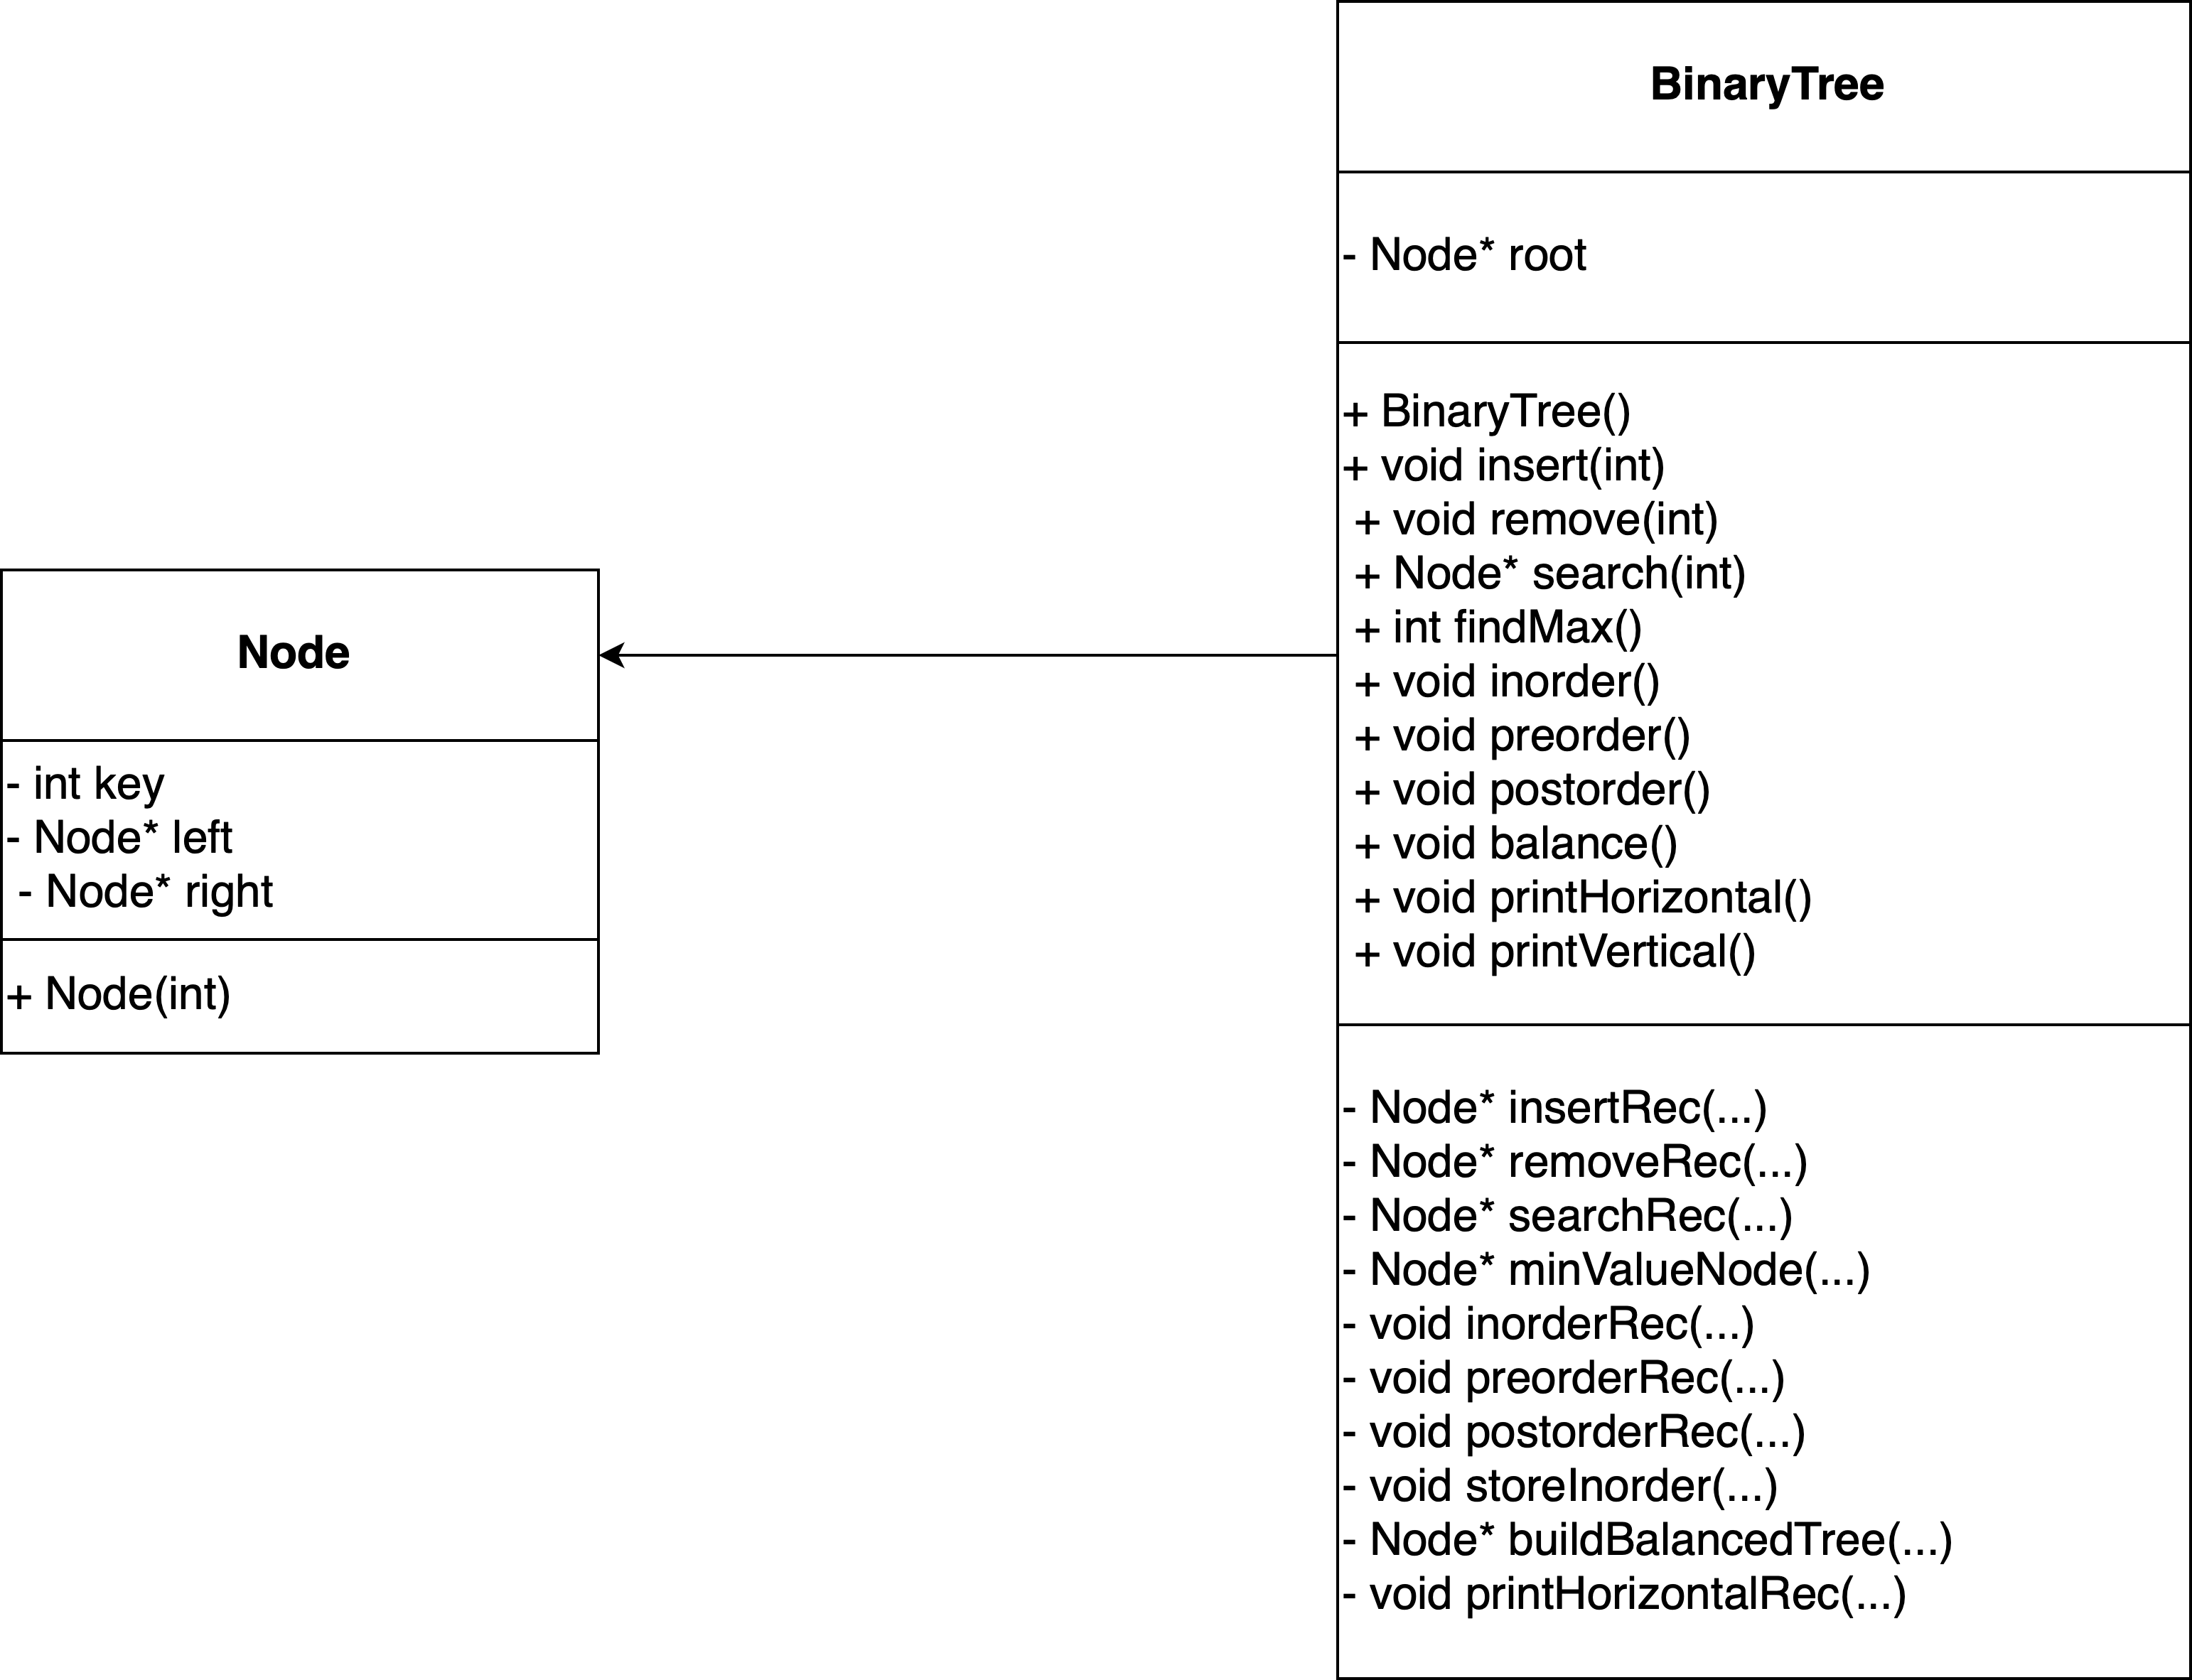 Node
- int key
- Node* left
- Node* right
+ Node(int)
BinaryTree
- Node* root
+ BinaryTree()
+ void insert(int)
+ void remove(int)
+ Node* search(int)
+ int findMax()
+ void inorder()
+ void preorder()
+ void postorder()
+ void balance()
+ void printHorizontal()
+ void printVertical()
- Node* insertRec(...)
- Node* removeRec(...)
- Node* searchRec(...)
- Node* minValueNode(...)
- void inorderRec(...)
- void preorderRec(...)
- void postorderRec(...)
- void storeInorder(...)
- Node* buildBalancedTree(...)
- void printHorizontalRec(...)